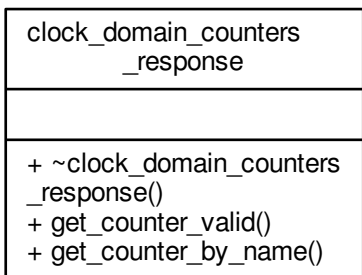 clock_domain_counters
_response
+ ~clock_domain_counters
_response()
+ get_counter_valid()
+ get_counter_by_name()